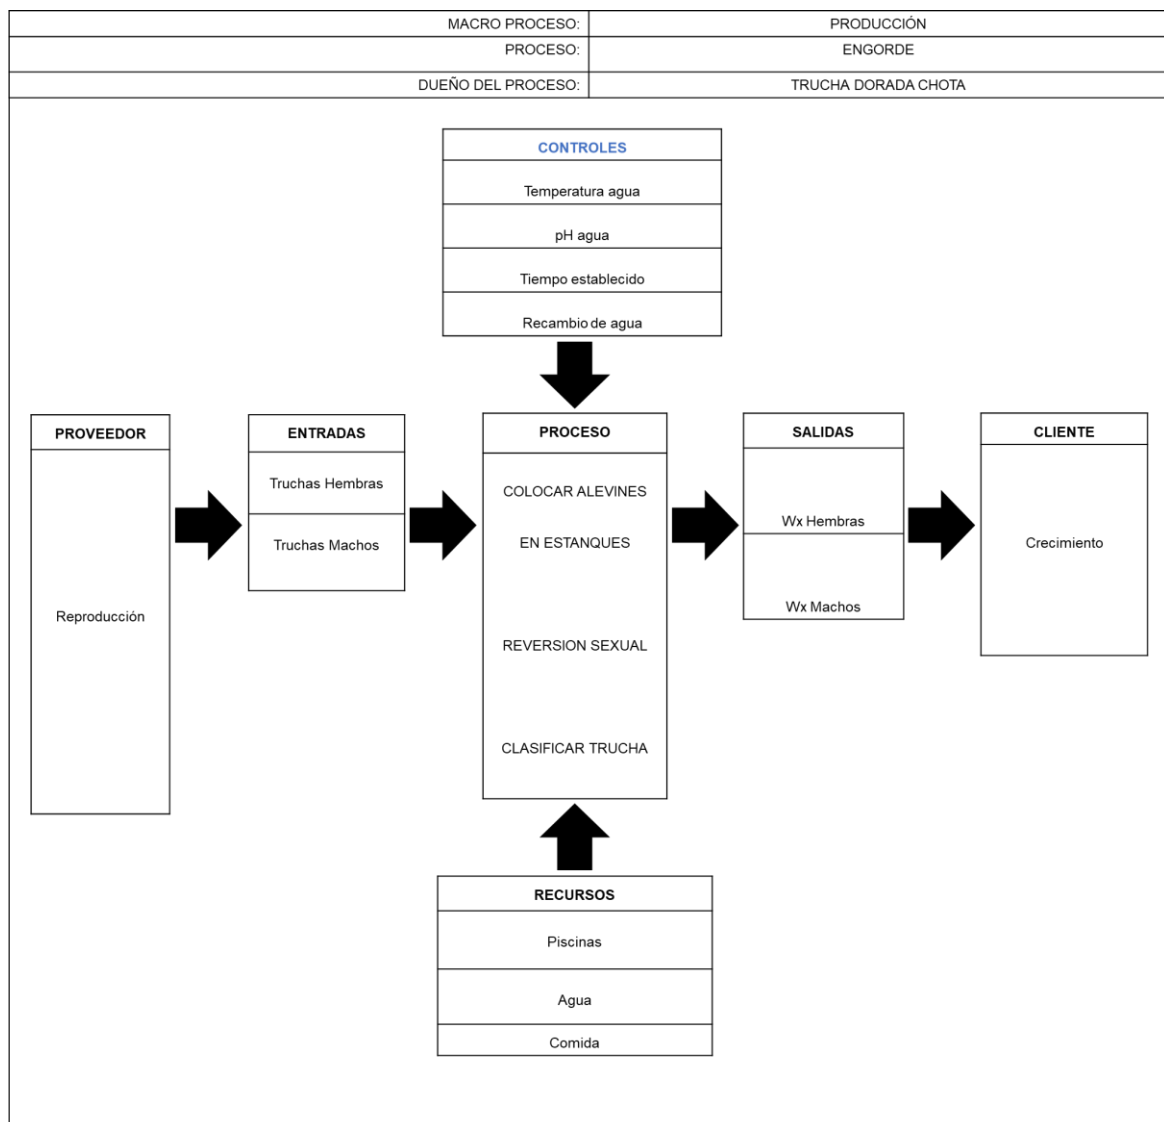 MACRO PROCESO: PRODUCCIÓN
PROCESO: ENGORDE
DUEÑO DEL PROCESO: TRUCHA DORADA CHOTA
CONTROLES
Temperatura agua
pH agua
Tiempo establecido
Recambio de agua
PROVEEDOR
Reproducción
ENTRADAS
Truchas Hembras
Truchas Machos
PROCESO
COLOCAR ALEVINES
EN ESTANQUES
REVERSION SEXUAL
CLASIFICAR TRUCHA
SALIDAS
Wx Hembras
Wx Machos
CLIENTE
Crecimiento
RECURSOS
Piscinas
Agua
Comida